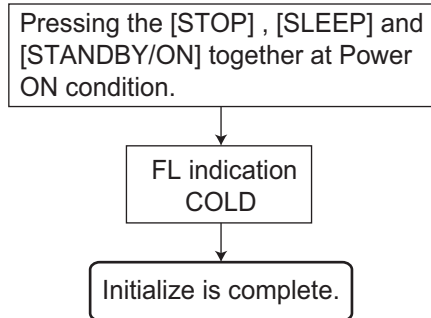 Pressing the [STOP] , [SLEEP] and
[STANDBY/ON] together at Power
ON condition.
FL indication
COLD
Initialize is complete.